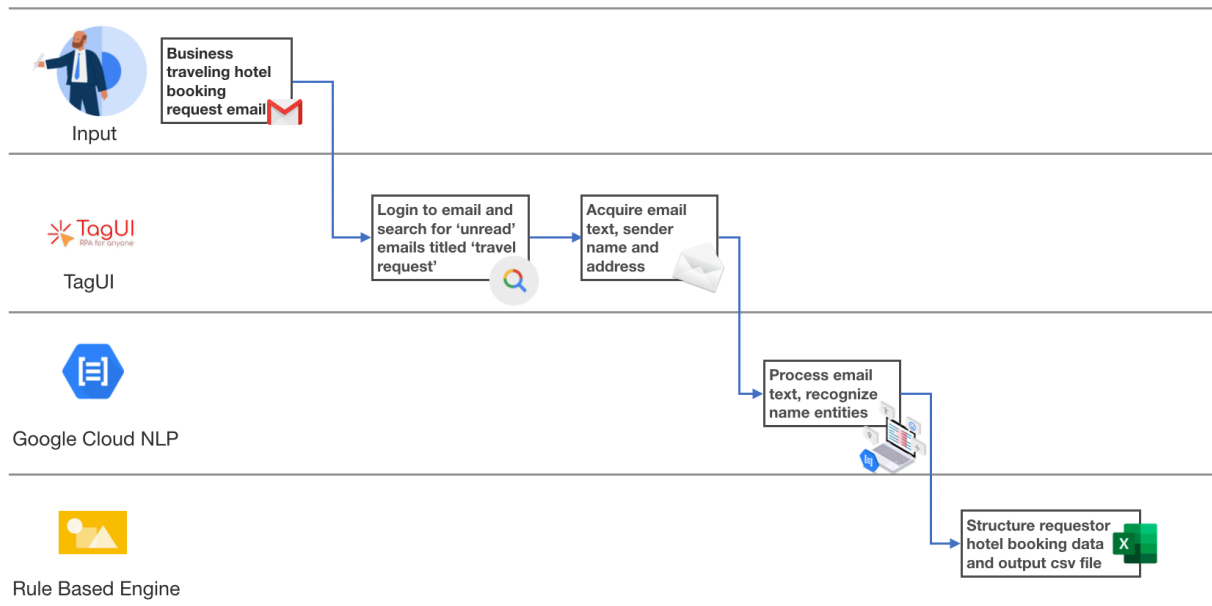 Business
traveling hotel
booking
request email
Input
Login to email and
search for ‘unread’
emails titled ‘travel
request’
Acquire email
text, sender
name and
address
TagUI
RPA for anyone
TagUI
Process email
text, recognize
name entities
Google Cloud NLP
Structure requestor
hotel booking data
and output csv file
X
Rule Based Engine